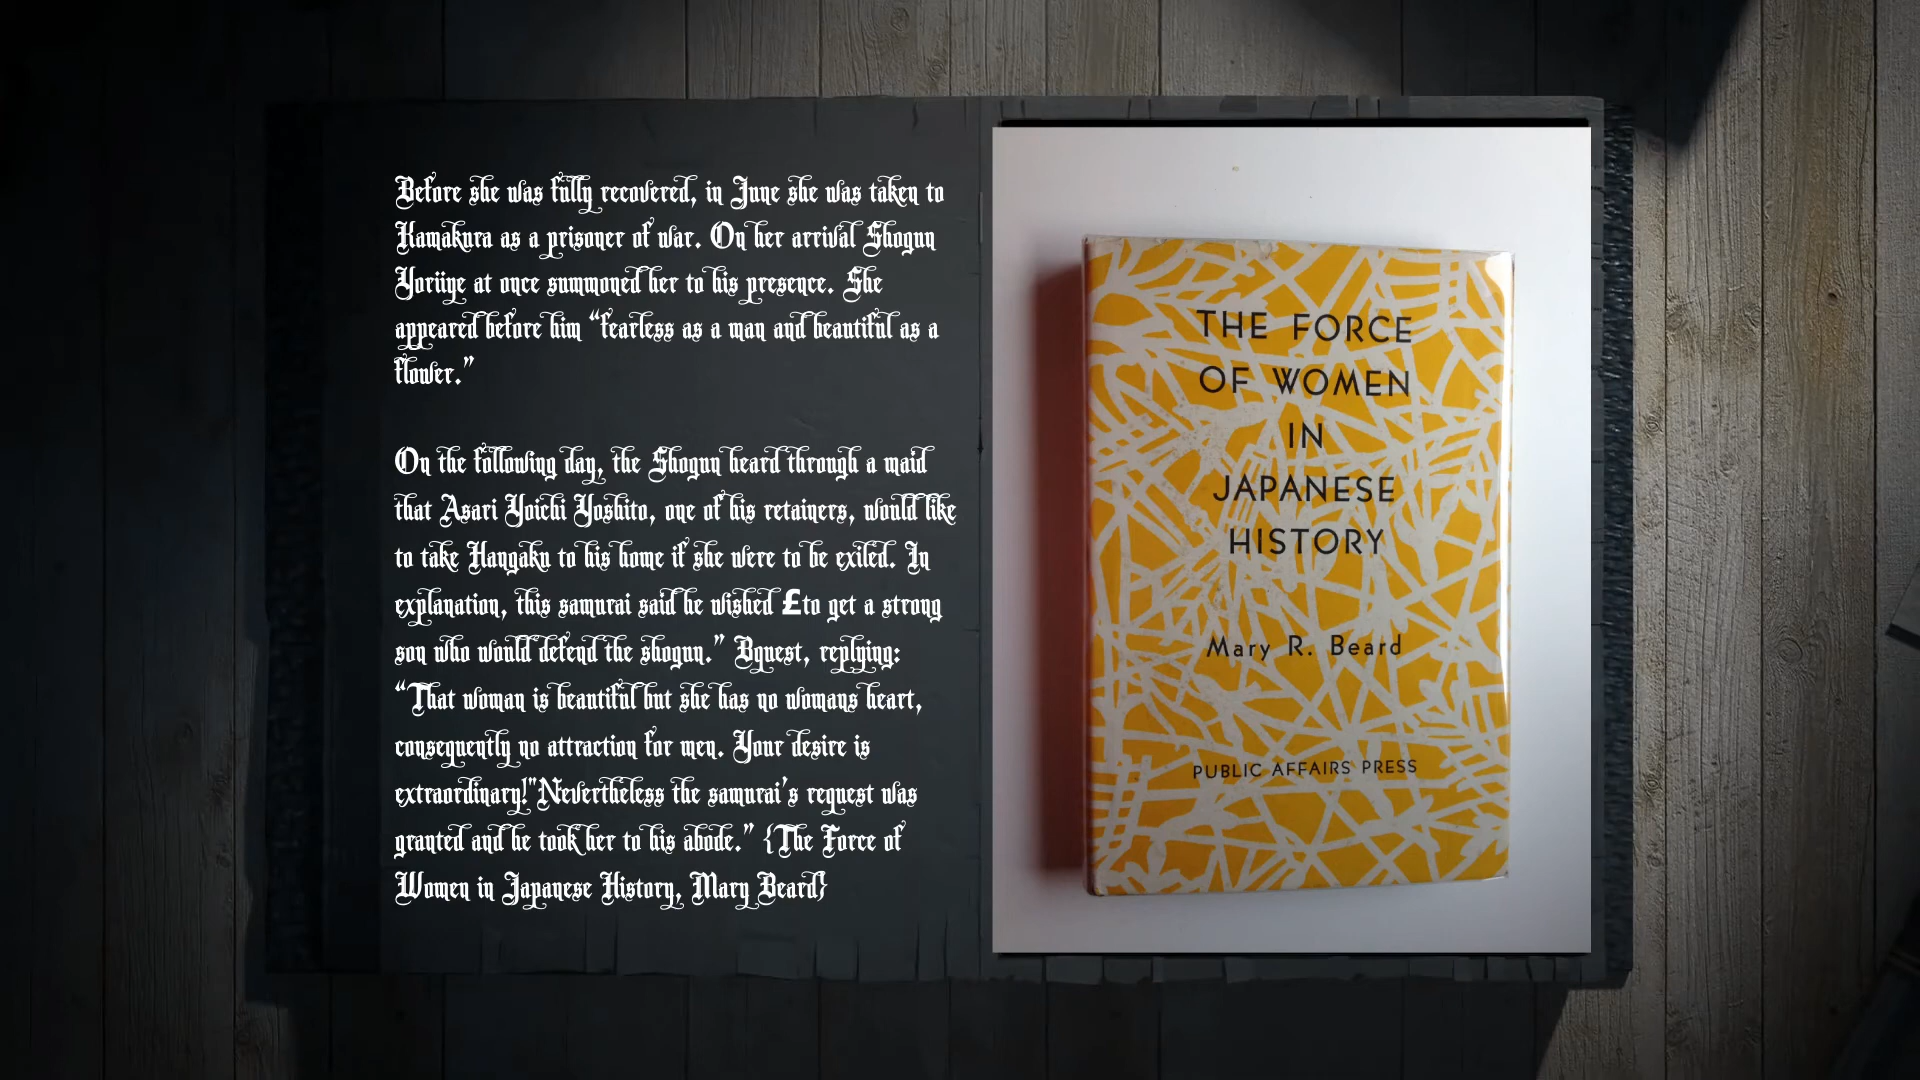 Before she was fully recovered, in June she was taken to
Kamakura as a prisoner of war. On her arrival Shogun
Yoriiye at once summoned her to his presence. She
appeared before him “fearless as a man and beautiful as a
flower.”
On the following day, the Shogun heard through a maid
that Asari Yoichi Yoshito, one of his retainers, would like
to take Hangaku to his home if she were to be exiled. In
explanation, this samurai said he wished £to get a strong
son who would defend the shogun.” Bquest, replying:
“That woman is beautiful but she has no womans heart,
consequently no attraction for men. Your desire is
extraordinary!"Nevertheless the samurai's request was
granted and he took her to his abode.” {The Force of
Women in Japanese History, Mary Beard}
THE FORCE
OF WOMEN
IN
JAPANESE
HISTORY
Mary R. Beard
PUBLIC AFFAIRS PRESS